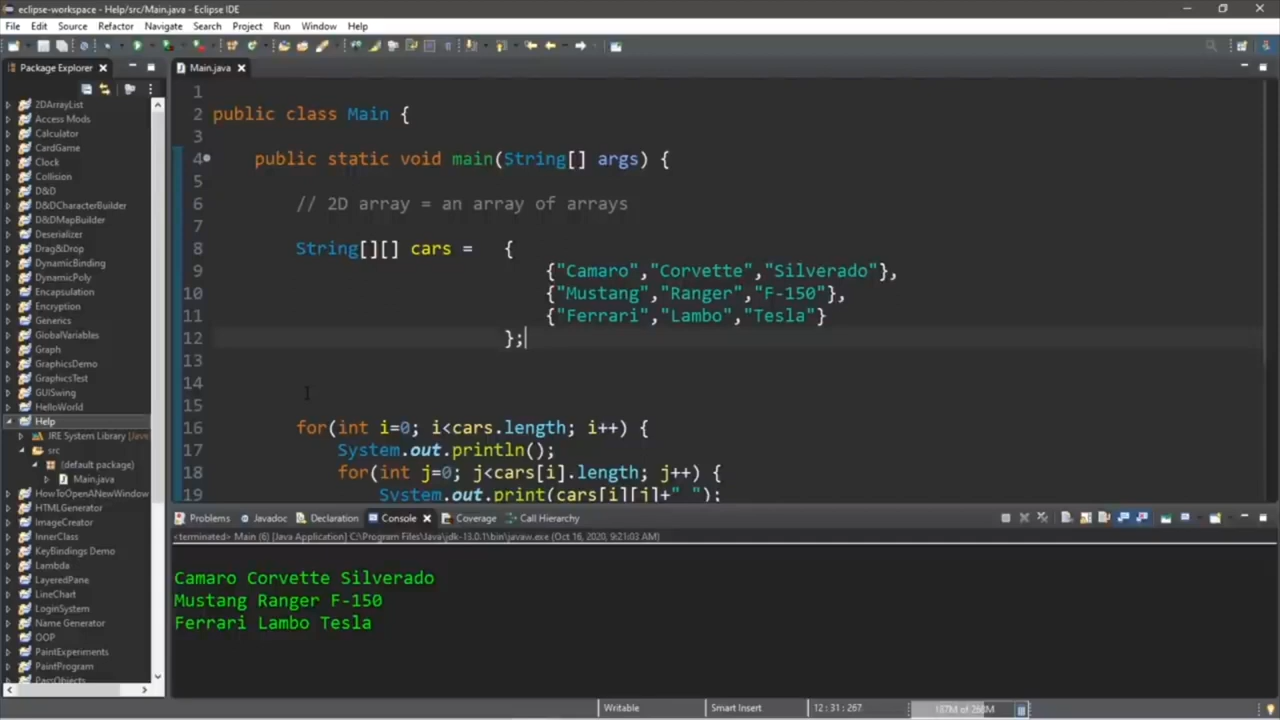 eclipse-workspace - Help/src/Main.java - Eclipse IDE
File Edit Source Refactor Navigate Search Project Run Window Help
Package Explorer
Main.java
2DArrayList
Access Mods
Calculator
CardGame
Clock
Collision
D&D
D&DCharacterBuilder
D&DMapBuilder
Deserializer
Drag&Drop
DynamicBinding
DynamicPoly
Encapsulation
Encryption
Generics
GlobalVariables
Graph
GraphicsDemo
GraphicsTest
GUISwing
HelloWorld
Help
JRE System Library [Java
src
(default package)
Main.java
HowToOpenANewWindow
HTMLGenerator
ImageCreator
InnerClass
KeyBindings Demo
Lambda
LayeredPane
LineChart
LoginSystem
Name Generator
OOP
PaintExperiments
PaintProgram
PassObjects
1
2 public class Main {
3
4 public static void main(String[] args) {
5
6 // 2D array = an array of arrays
7
8 String[][] cars = {
9 {"Camaro","Corvette","Silverado"},
10 {"Mustang","Ranger","F-150"},
11 {"Ferrari","Lambo","Tesla"}
12 };
13
14
15
16 for(int i=0; i<cars.length; i++) {
17 System.out.println();
18 for(int j=0; j<cars[i].length; j++) {
19 System.out.print(cars[i][j]+" ");
Problems Javadoc Declaration Console Coverage Call Hierarchy
<terminated> Main (6) [Java Application] C:\Program Files\Java\jdk-13.0.1\bin\javaw.exe (Oct 16, 2020, 9:21:03 AM)
Camaro Corvette Silverado
Mustang Ranger F-150
Ferrari Lambo Tesla
Writable Smart Insert 12 : 31 : 267 187M of 268M